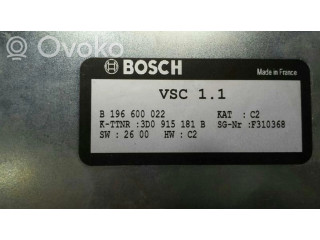 Ovoko
BOSCH
Made in France
VSC 1.1
B 196 600 022 KAT : C2
K-TTNR :3D0 915 181 B SG-Nr :F310368
SW : 26 00 HW : C2